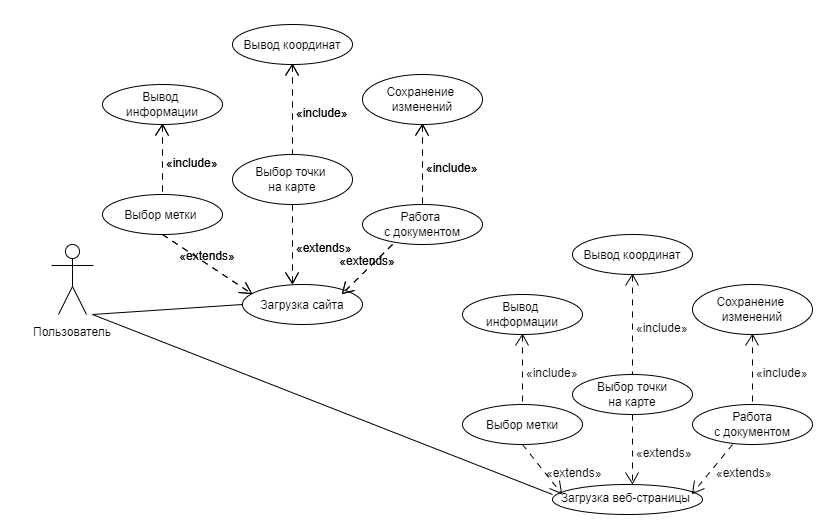 Вывод координат
Вывод
информации
Сохранение
изменений
«include»
«include»
«include»
Выбор точки
на карте
Выбор метки
Работа
с документом
«extends»
«extends»
«extends»
Загрузка сайта
Пользователь
Вывод координат
Вывод
информации
Сохранение
изменений
«include»
«include»
«include»
Выбор точки
на карте
Выбор метки
Работа
с документом
«extends»
«extends»
«extends»
Загрузка веб-страницы